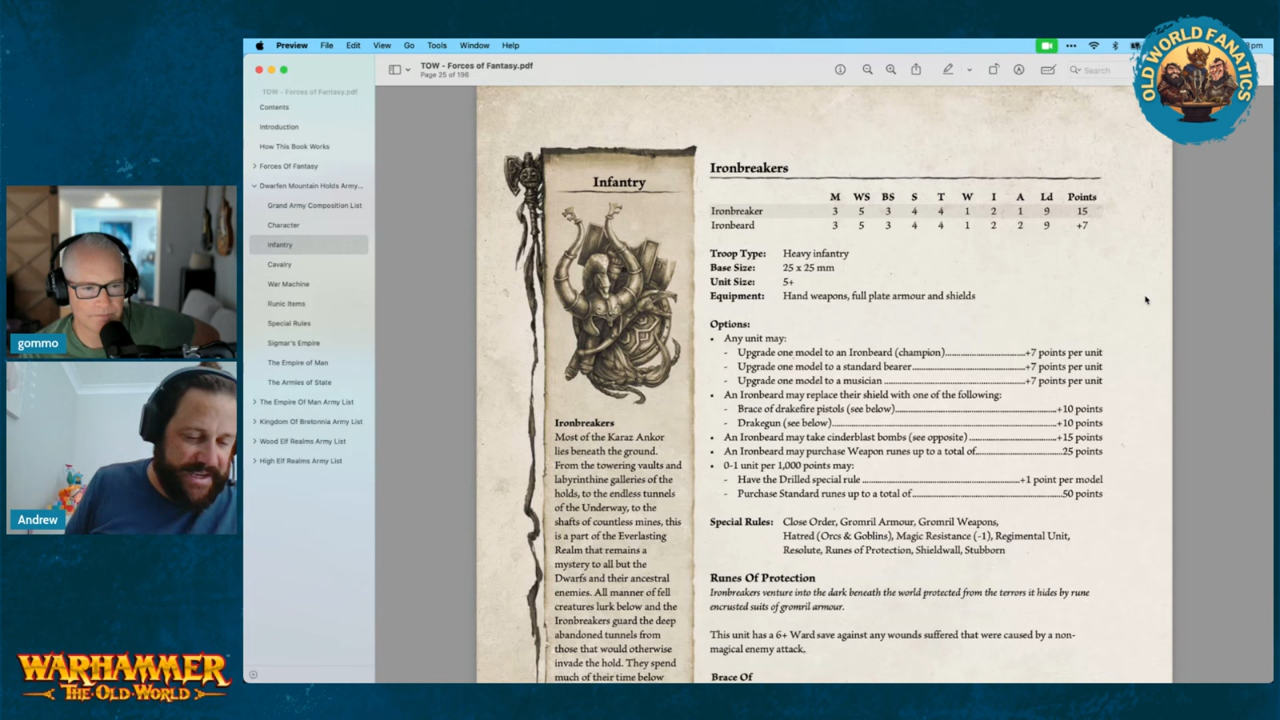 Preview File Edit View Go Tools Window Help
TOW - Forces of Fantasy.pdf
Page 25 of 196
Search
OLD WORLD FANATICS
TOW - Forces of Fantasy.pdf
Contents
Introduction
How This Book Works
Forces Of Fantasy
Dwarfen Mountain Holds Army...
Grand Army Composition List
Character
Infantry
Cavalry
War Machine
Runic Items
Special Rules
Sigmar's Empire
The Empire of Man
The Armies of State
The Empire Of Man Army List
Kingdom Of Bretonnia Army List
Wood Elf Realms Army List
High Elf Realms Army List
gommo
Andrew
WARHAMMER
THE·OLD·WORLD
Infantry
Ironbreakers
Most of the Karaz Ankor
lies beneath the ground.
From the towering vaults and
labyrinthine galleries of the
holds, to the endless tunnels
of the Underway, to the
shafts of countless mines, this
is a part of the Everlasting
Realm that remains a
mystery to all but the
Dwarfs and their ancestral
enemies. All manner of fell
creatures lurk below and the
Ironbreakers guard the deep
abandoned tunnels from
those that would otherwise
invade the hold. They spend
much of their time below
Ironbreakers
M WS BS S T W I A Ld Points
Ironbreaker 3 5 3 4 4 1 2 1 9 15
Ironbeard 3 5 3 4 4 1 2 2 9 +7
Troop Type: Heavy infantry
Base Size: 25 x 25 mm
Unit Size: 5+
Equipment: Hand weapons, full plate armour and shields
Options:
• Any unit may:
- Upgrade one model to an Ironbeard (champion)...+7 points per unit
- Upgrade one model to a standard bearer...+7 points per unit
- Upgrade one model to a musician...+7 points per unit
• An Ironbeard may replace their shield with one of the following:
- Brace of drakefire pistols (see below)...+10 points
- Drakegun (see below)...+10 points
• An Ironbeard may take cinderblast bombs (see opposite)...+15 points
• An Ironbeard may purchase Weapon runes up to a total of...25 points
• 0-1 unit per 1,000 points may:
- Have the Drilled special rule...+1 point per model
- Purchase Standard runes up to a total of...50 points
Special Rules: Close Order, Gromril Armour, Gromril Weapons,
Hatred (Orcs & Goblins), Magic Resistance (-1), Regimental Unit,
Resolute, Runes of Protection, Shieldwall, Stubborn
Runes Of Protection
Ironbreakers venture into the dark beneath the world protected from the terrors it hides by rune
encrusted suits of gromril armour.
This unit has a 6+ Ward save against any wounds suffered that were caused by a non-
magical enemy attack.
Brace Of